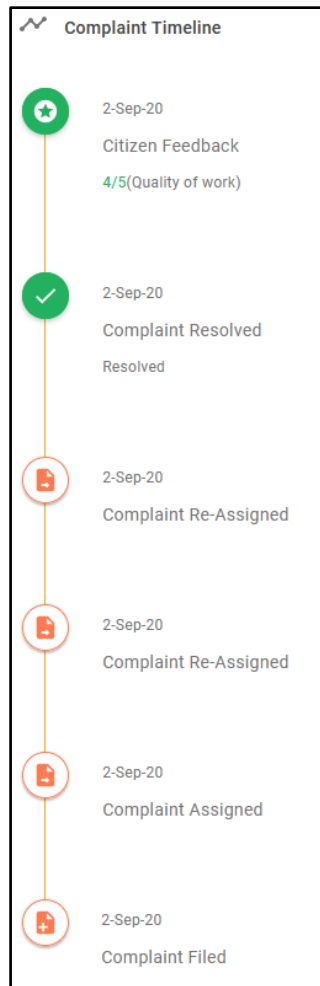 Complaint Timeline
2-Sep-20
Citizen Feedback
4/5(Quality of work)
2-Sep-20
Complaint Resolved
Resolved
2-Sep-20
Complaint Re-Assigned
2-Sep-20
Complaint Re-Assigned
2-Sep-20
Complaint Assigned
2-Sep-20
Complaint Filed